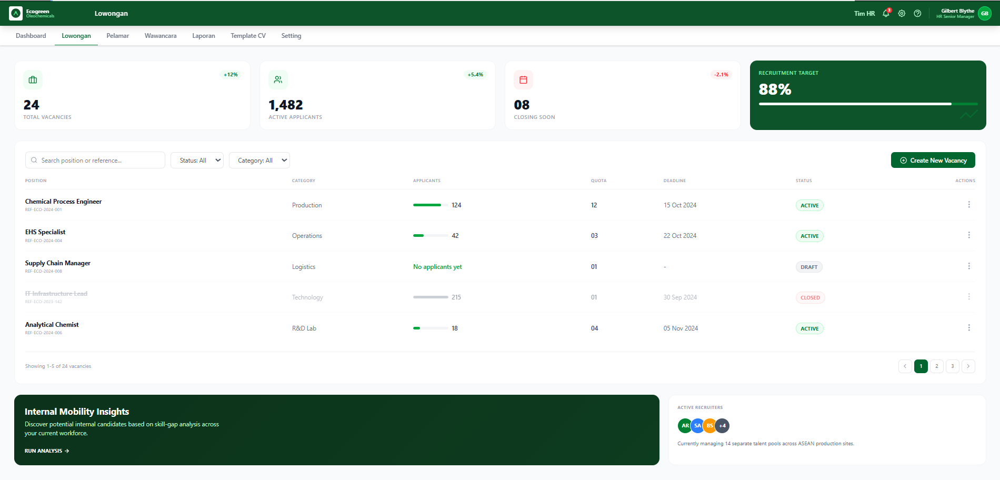 Ecogreen
Oleochemicals
Lowongan
Tim HR
3
Gilbert Blythe
HR Senior Manager
GB
Dashboard
Lowongan
Pelamar
Wawancara
Laporan
Template CV
Setting
+12%
24
TOTAL VACANCIES
+5.4%
1,482
ACTIVE APPLICANTS
-2.1%
08
CLOSING SOON
RECRUITMENT TARGET
88%
Search position or reference...
Status: All
Category: All
Create New Vacancy
POSITION CATEGORY APPLICANTS QUOTA DEADLINE STATUS ACTIONS
Chemical Process Engineer
REF-ECO-2024-001
Production 124 12 15 Oct 2024 ACTIVE
EHS Specialist
REF-ECO-2024-004
Operations 42 03 22 Oct 2024 ACTIVE
Supply Chain Manager
REF-ECO-2024-008
Logistics No applicants yet 01 - DRAFT
IT Infrastructure Lead
REF-ECO-2023-142
Technology 215 01 30 Sep 2024 CLOSED
Analytical Chemist
REF-ECO-2024-006
R&D Lab 18 04 05 Nov 2024 ACTIVE
Showing 1-5 of 24 vacancies
1 2 3
Internal Mobility Insights
Discover potential internal candidates based on skill-gap analysis across
your current workforce.
RUN ANALYSIS →
ACTIVE RECRUITERS
AR SA BS +4
Currently managing 14 separate talent pools across ASEAN production sites.